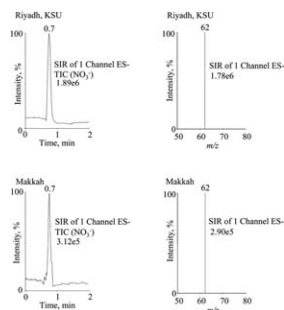 Riyadh, KSU
0.7
100
Intensity, %
0
SIR of 1 Channel ES-
TIC (NO₃⁻)
1.89e6
0 1 2
Time, min
Riyadh, KSU
62
100
Intensity, %
0
SIR of 1 Channel ES-
1.78e6
50 60 70 80
m/z
Makkah
0.7
100
Intensity, %
0
SIR of 1 Channel ES-
TIC (NO₃⁻)
3.12e5
0 1 2
Time, min
Makkah
62
100
Intensity, %
0
SIR of 1 Channel ES-
2.90e5
50 60 70 80
m/z